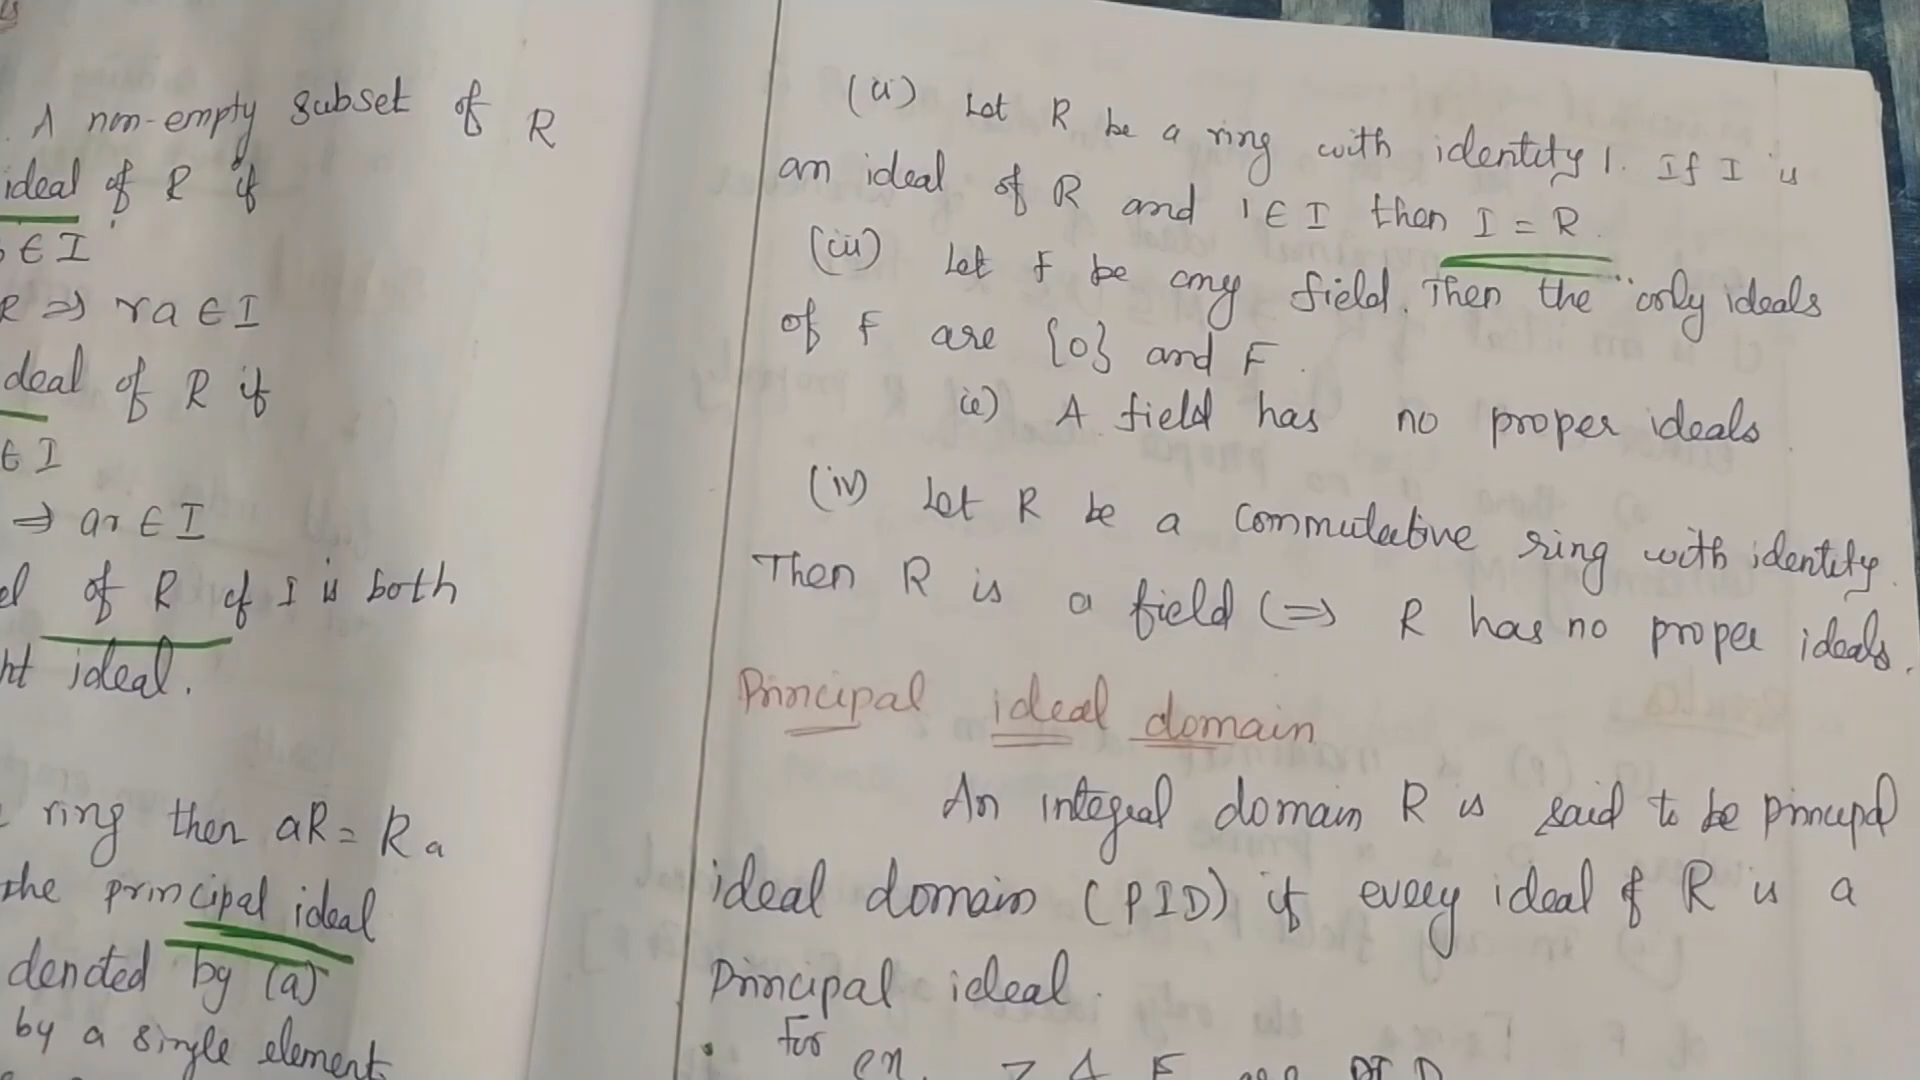 A non-empty subset of R
ideal of R if
∈ I
R ⇒ ra ∈ I
deal of R if
∈ I
⇒ ar ∈ I
of R if I is both
ht ideal.
ring then aR = Ra
the principal ideal
denoted by (a)
by a single element
(ii) Let R be a ring with identity 1. If I is
an ideal of R and 1 ∈ I then I = R.
(iii) Let F be any field. Then the only ideals
of F are {0} and F.
ie) A field has no proper ideals
(iv) Let R be a commutative ring with identity.
Then R is a field ⇔ R has no proper ideals.
Principal ideal domain
An integral domain R is said to be principal
ideal domain (PID) if every ideal of R is a
Principal ideal.
For